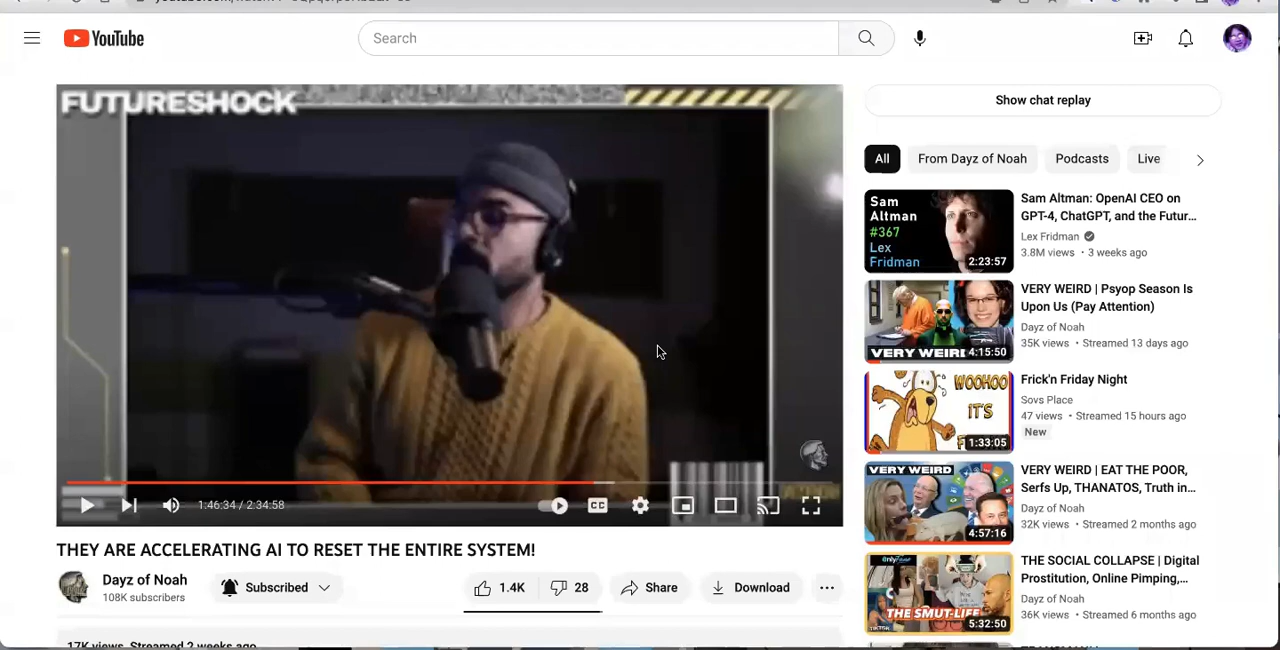 YouTube
Search
FUTURESHOCK
1:46:34 / 2:34:58
CC
THEY ARE ACCELERATING AI TO RESET THE ENTIRE SYSTEM!
Dayz of Noah
108K subscribers
Subscribed
1.4K
28
Share
Download
17K views Streamed 2 weeks ago
Show chat replay
All
From Dayz of Noah
Podcasts
Live
Sam
Altman
#367
Lex
Fridman
2:23:57
Sam Altman: OpenAI CEO on
GPT-4, ChatGPT, and the Futur...
Lex Fridman
3.8M views • 3 weeks ago
VERY WEIRD
4:15:50
VERY WEIRD | Psyop Season Is
Upon Us (Pay Attention)
Dayz of Noah
35K views • Streamed 13 days ago
WOOHOO
IT'S
1:33:05
Frick'n Friday Night
Sovs Place
47 views • Streamed 15 hours ago
New
VERY WEIRD
4:57:16
VERY WEIRD | EAT THE POOR,
Serfs Up, THANATOS, Truth in...
Dayz of Noah
32K views • Streamed 2 months ago
THE SMUT-LIFE
5:32:50
THE SOCIAL COLLAPSE | Digital
Prostitution, Online Pimping,...
Dayz of Noah
36K views • Streamed 6 months ago